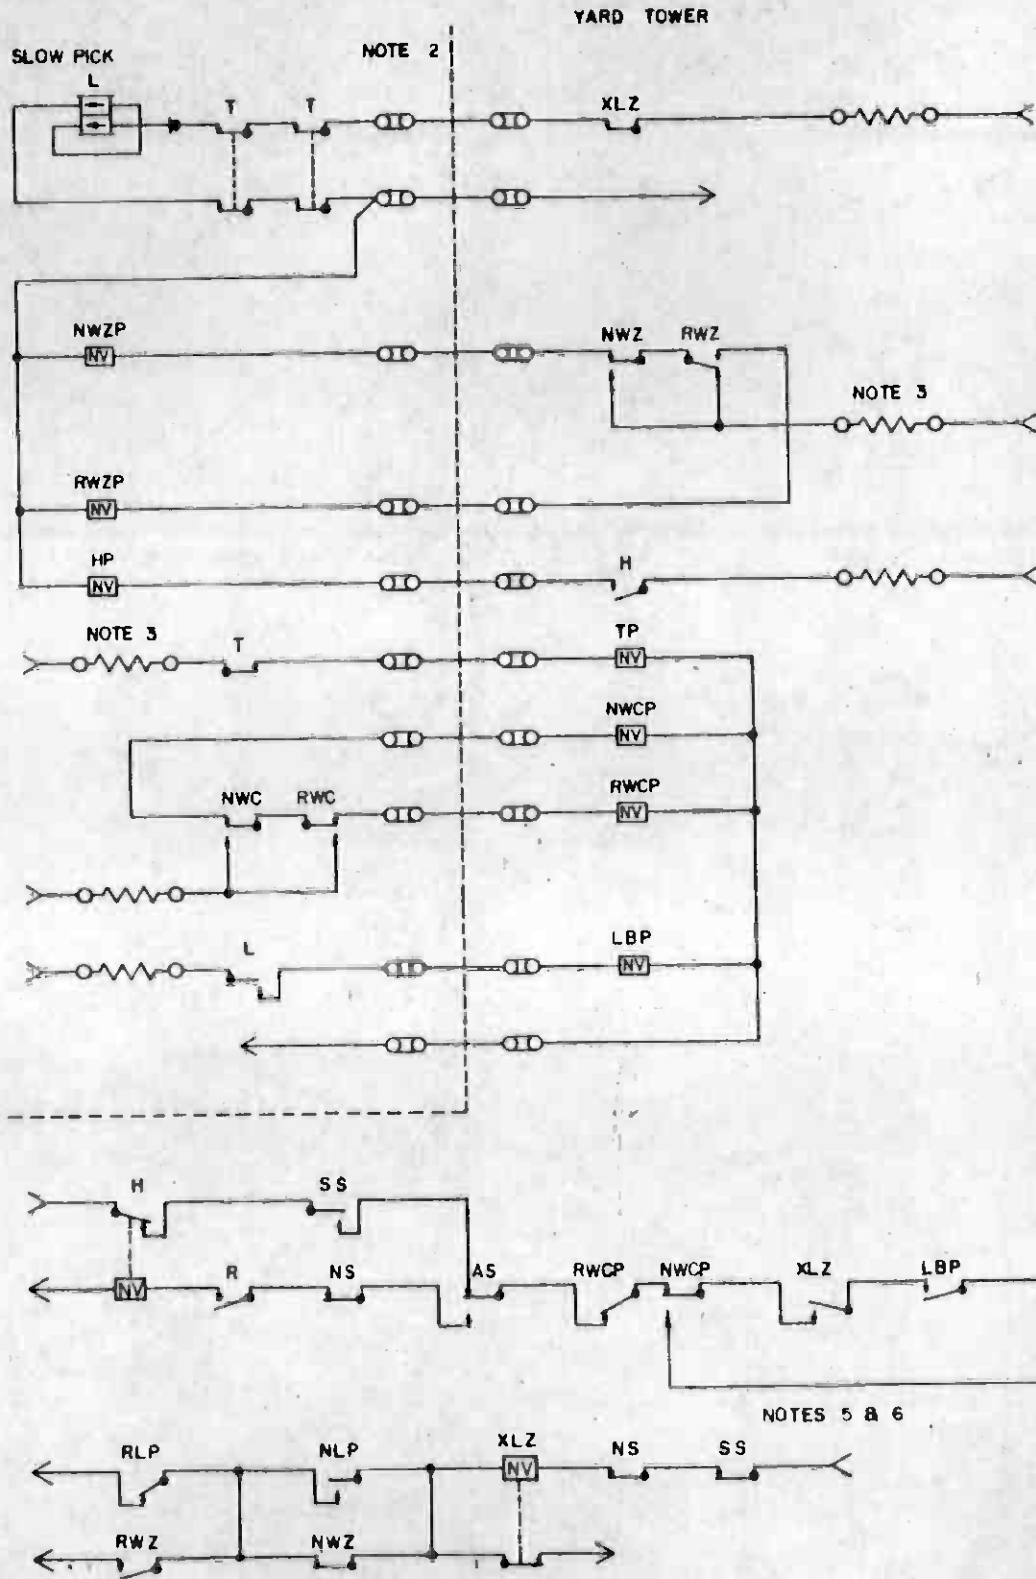 YARD TOWER
SLOW PICK
NOTE 2
L
T T
XLZ
NWZP
NV
NWZ RWZ
NOTE 3
RWZP
NV
HP
NV
H
NOTE 3
T
TP
NV
NWCP
NV
NWC RWC
RWCP
NV
L
LBP
NV
H SS
NV
R NS AS RWCP NWCP XLZ LBP
NOTES 5 & 6
RLP NLP XLZ NS SS
NV
RWZ NWZ